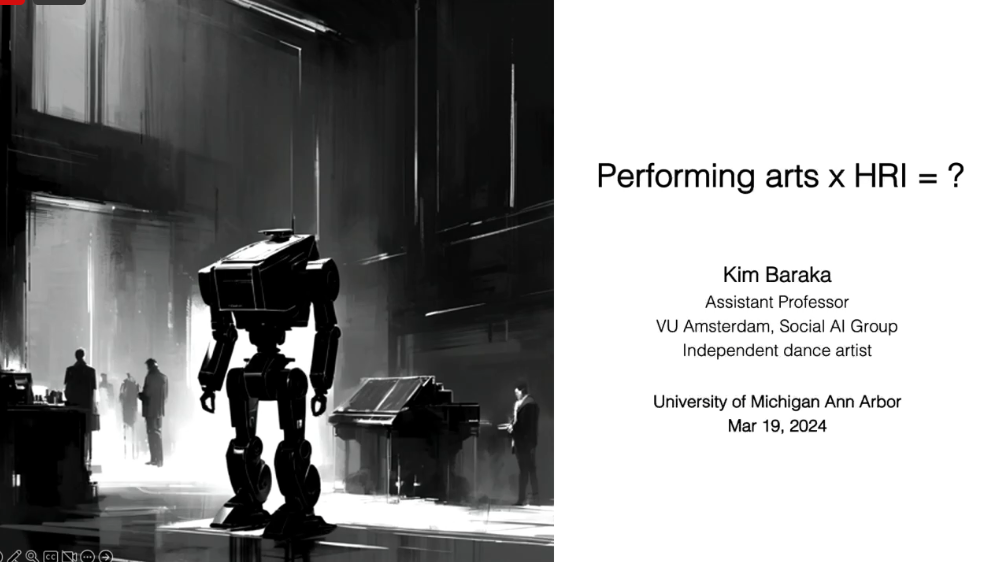 Performing arts x HRI = ?
Kim Baraka
Assistant Professor
VU Amsterdam, Social AI Group
Independent dance artist
University of Michigan Ann Arbor
Mar 19, 2024